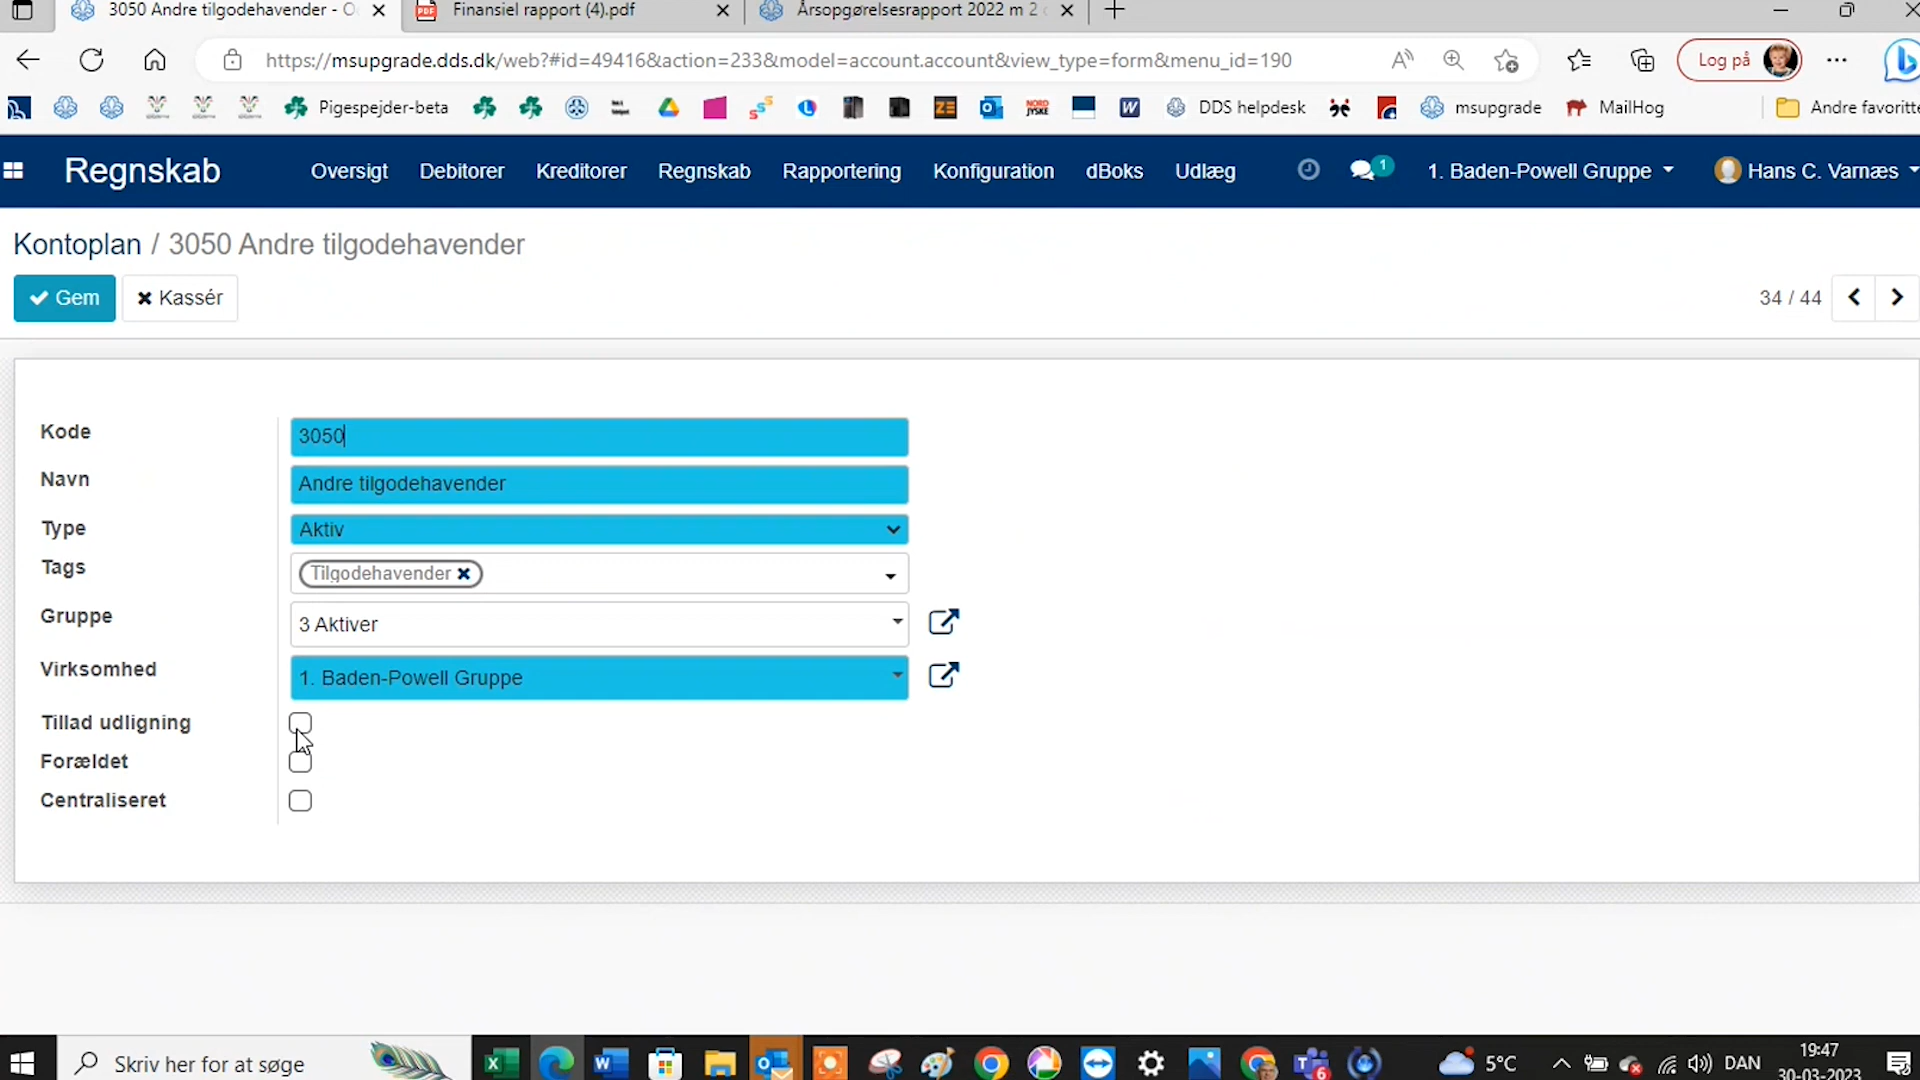 3050 Andre tilgodehavender - O
Finansiel rapport (4).pdf
Årsopgørelsesrapport 2022 m 2
https://msupgrade.dds.dk/web?#id=49416&action=233&model=account.account&view_type=form&menu_id=190
Log på
Pigespejder-beta
DDS helpdesk
msupgrade
MailHog
Andre favoritte
Regnskab
Oversigt
Debitorer
Kreditorer
Regnskab
Rapportering
Konfiguration
dBoks
Udlæg
1
1. Baden-Powell Gruppe
Hans C. Varnæs
Kontoplan / 3050 Andre tilgodehavender
Gem
Kassér
34 / 44
Kode
3050
Navn
Andre tilgodehavender
Type
Aktiv
Tags
Tilgodehavender
Gruppe
3 Aktiver
Virksomhed
1. Baden-Powell Gruppe
Tillad udligning
Forældet
Centraliseret
Skriv her for at søge
5°C
DAN
19:47
30-03-2023